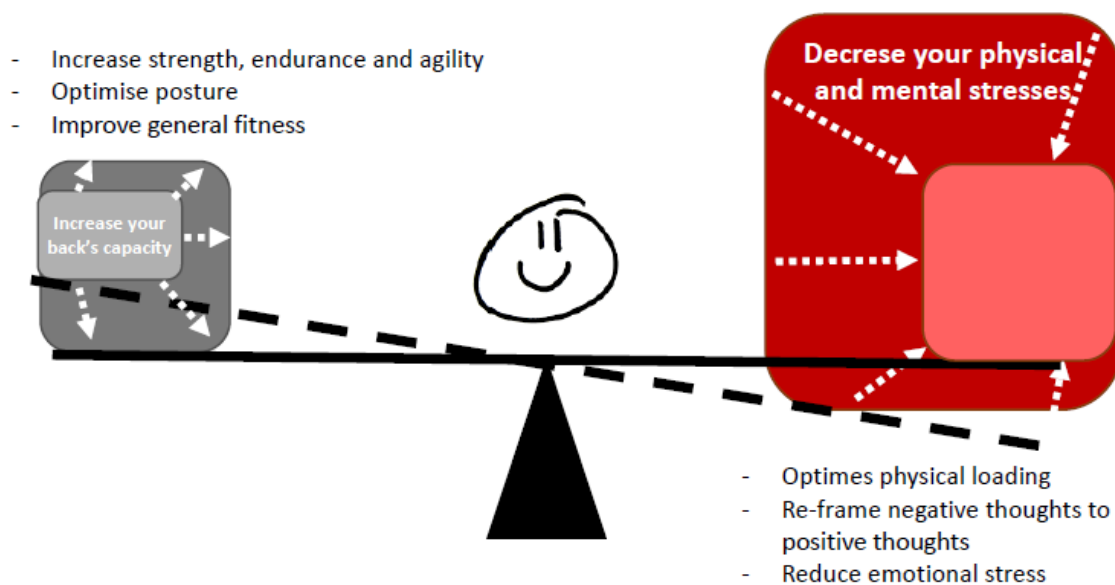 - Increase strength, endurance and agility
- Optimise posture
- Improve general fitness
Increase your
back's capacity
Decrese your physical
and mental stresses
- Optimes physical loading
- Re-frame negative thoughts to
positive thoughts
- Reduce emotional stress